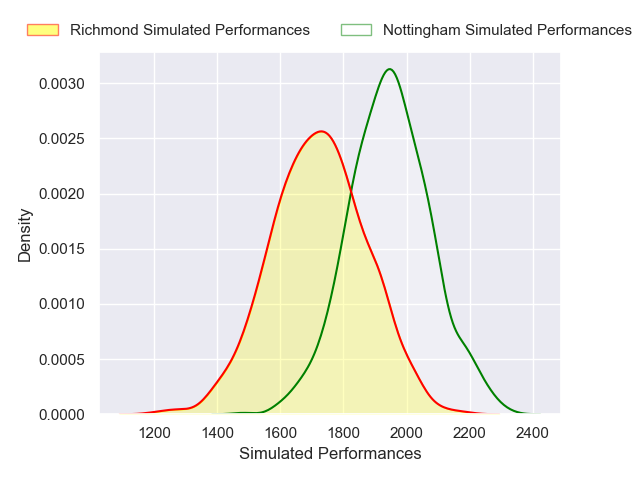 Richmond Simulated Performances Nottingham Simulated Performances
0.0030
0.0025
0.0020
0.0015
0.0010
0.0005
0.0000
Density
1200 1400 1600 1800 2000 2200 2400
Simulated Performances